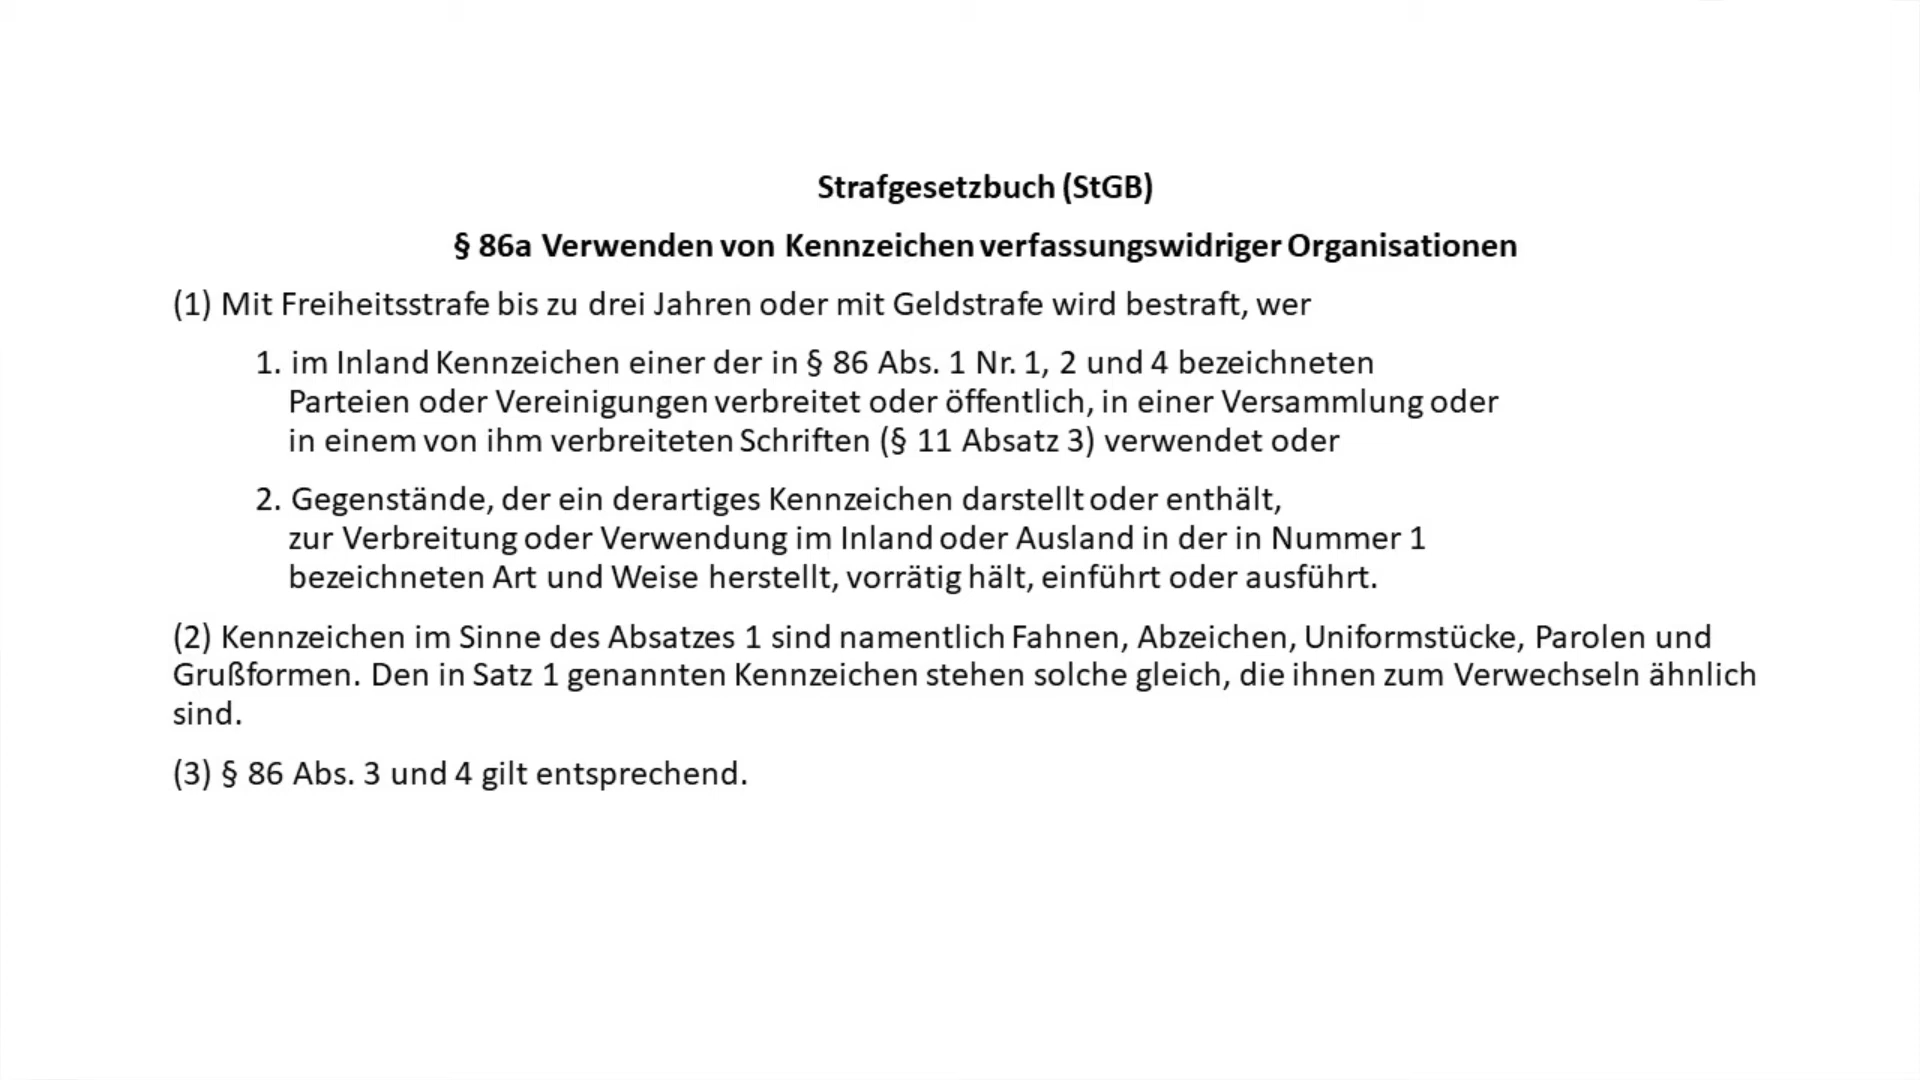 Strafgesetzbuch (StGB)
§ 86a Verwenden von Kennzeichen verfassungswidriger Organisationen
(1) Mit Freiheitsstrafe bis zu drei Jahren oder mit Geldstrafe wird bestraft, wer
1. im Inland Kennzeichen einer der in § 86 Abs. 1 Nr. 1, 2 und 4 bezeichneten
Parteien oder Vereinigungen verbreitet oder öffentlich, in einer Versammlung oder
in einem von ihm verbreiteten Schriften (§ 11 Absatz 3) verwendet oder
2. Gegenstände, der ein derartiges Kennzeichen darstellt oder enthält,
zur Verbreitung oder Verwendung im Inland oder Ausland in der in Nummer 1
bezeichneten Art und Weise herstellt, vorrätig hält, einführt oder ausführt.
(2) Kennzeichen im Sinne des Absatzes 1 sind namentlich Fahnen, Abzeichen, Uniformstücke, Parolen und
Grußformen. Den in Satz 1 genannten Kennzeichen stehen solche gleich, die ihnen zum Verwechseln ähnlich
sind.
(3) § 86 Abs. 3 und 4 gilt entsprechend.